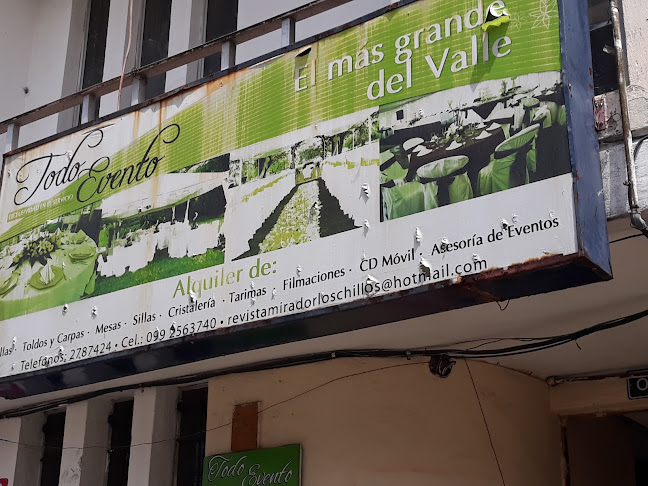 El más grande
del Valle
Todo
Evento
Alquiler de:
Toldos y Carpas · Mesas · Sillas · Cristalería · Tarimas · Filmaciones · CD Móvil · Asesoría de Eventos
Telefonos: 2787424 • Cel.: 099 2563740 • revistamiradorloschillos@hotmail.com
Todo Evento